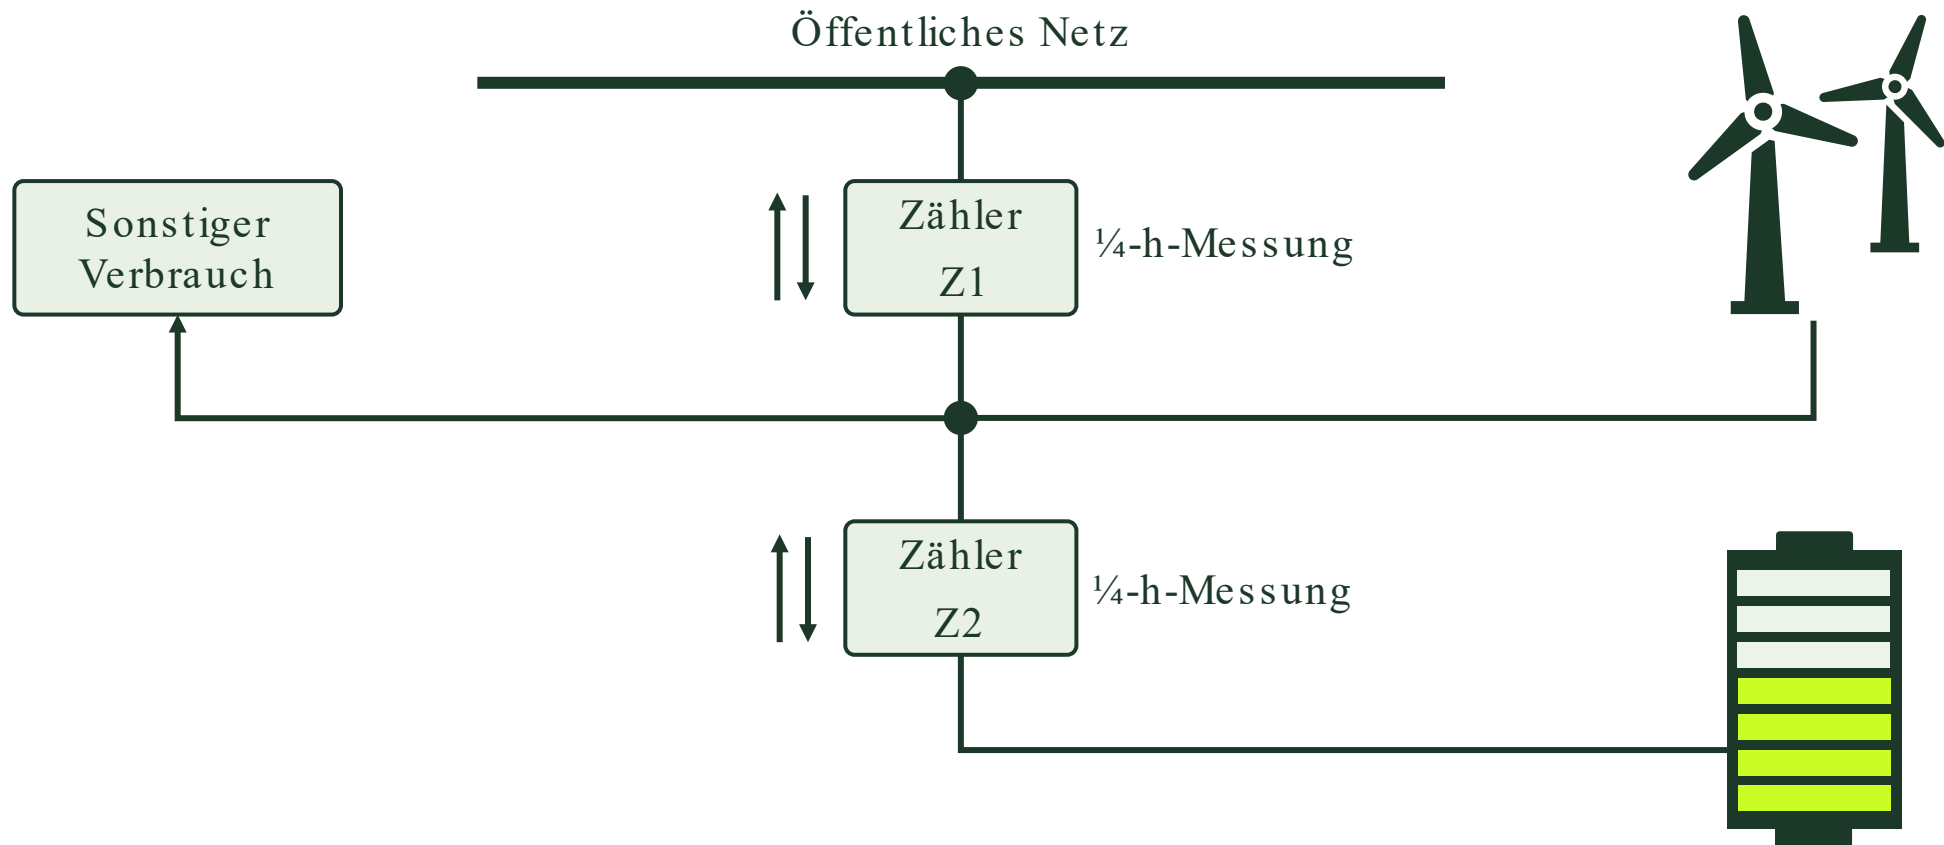 Öffentliches Netz
Sonstiger
Verbrauch
Zähler
Z1
¼-h-Messung
Zähler
Z2
¼-h-Messung